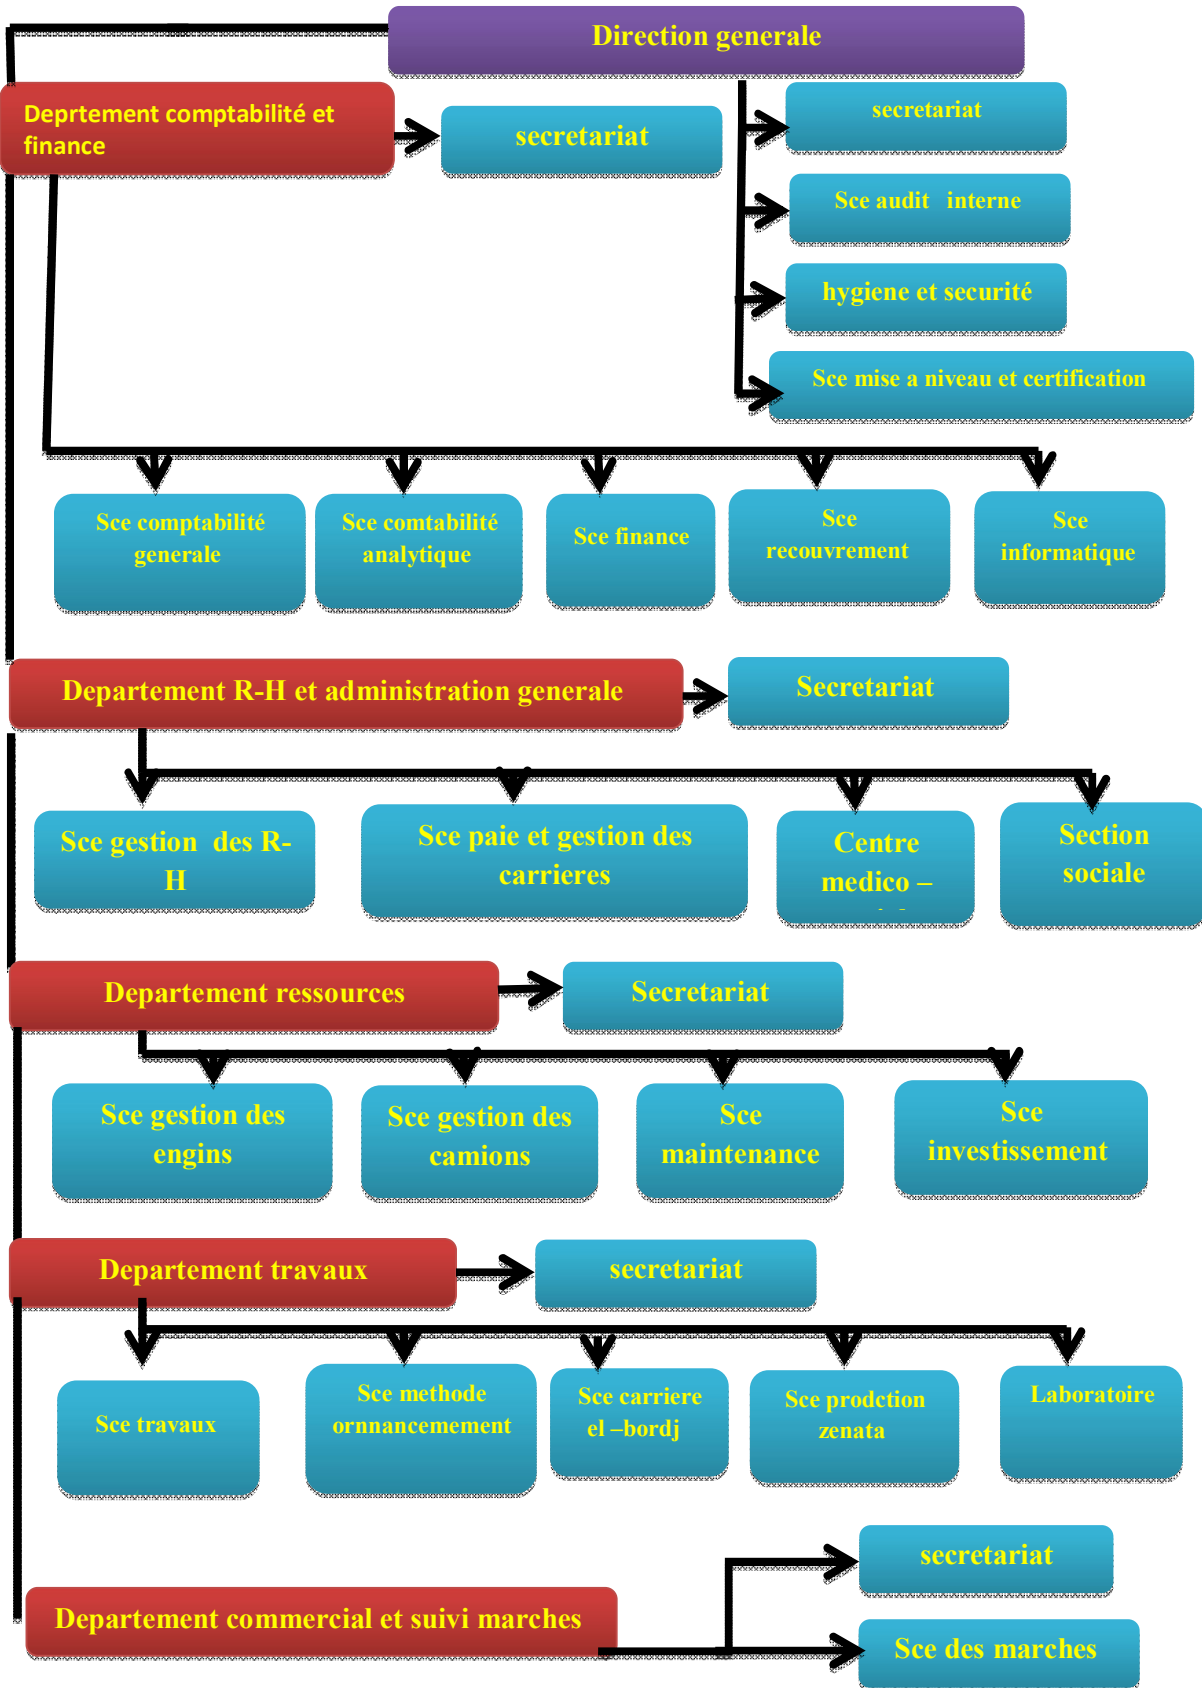 Direction generale
Deprtement comptabilité et
finance
secretariat
secretariat
Sce audit interne
hygiene et securité
Sce mise a niveau et certification
Sce comptabilité
generale
Sce comtabilité
analytique
Sce finance
Sce
recouvrement
Sce
informatique
Departement R-H et administration generale
Secretariat
Sce gestion des R-
H
Sce paie et gestion des
carrieres
Centre
medico –
Section
sociale
Departement ressources
Secretariat
Sce gestion des
engins
Sce gestion des
camions
Sce
maintenance
Sce
investissement
Departement travaux
secretariat
Sce travaux
Sce methode
ornnancemement
Sce carriere
el –bordj
Sce prodction
zenata
Laboratoire
secretariat
Departement commercial et suivi marches
Sce des marches